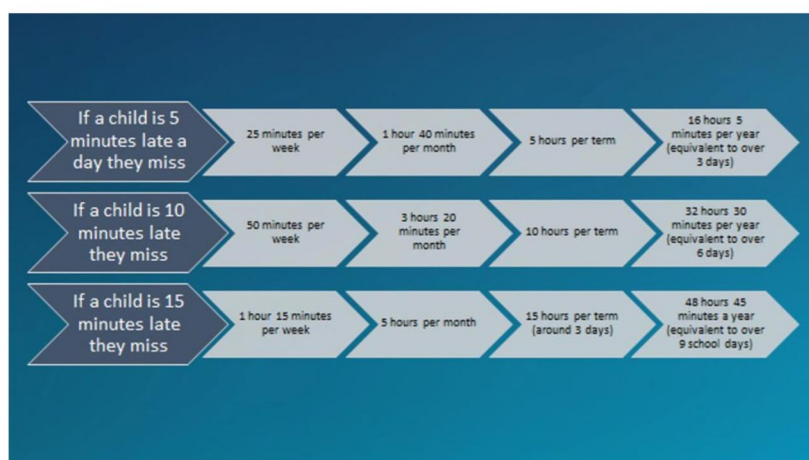 If a child is 5
minutes late a
day they miss
25 minutes per
week
1 hour 40 minutes
per month
5 hours per term
16 hours 5
minutes per year
(equivalent to over
3 days)
If a child is 10
minutes late
they miss
50 minutes per
week
3 hours 20
minutes per
month
10 hours per term
32 hours 30
minutes per year
(equivalent to over
6 days)
If a child is 15
minutes late
they miss
1 hour 15 minutes
per week
5 hours per month
15 hours per term
(around 3 days)
48 hours 45
minutes a year
(equivalent to over
9 school days)